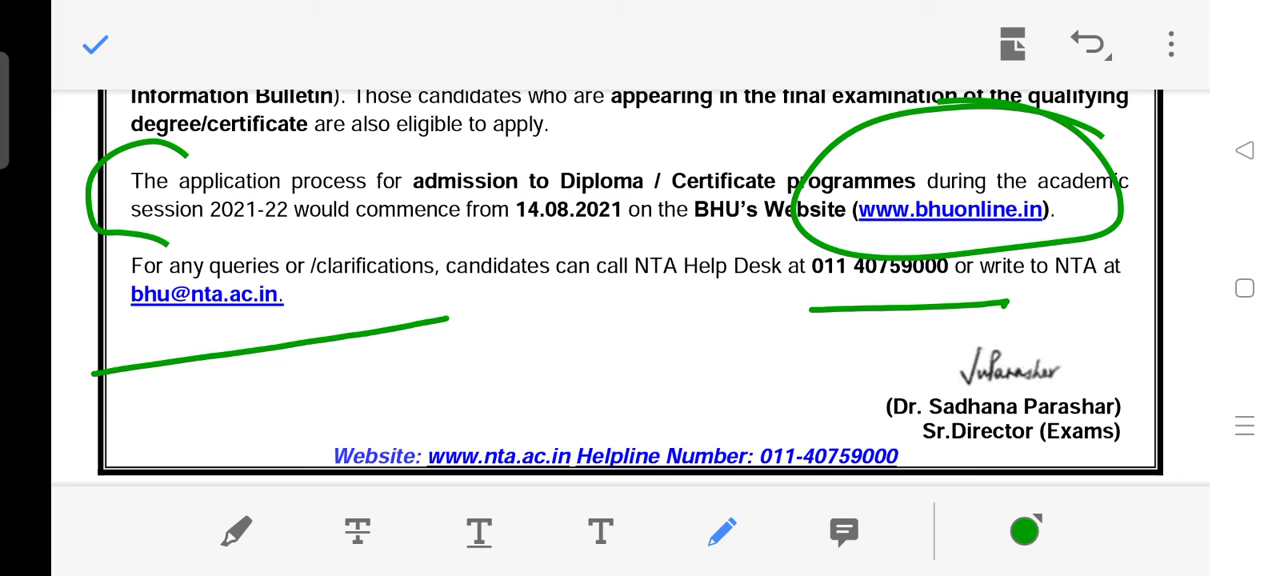 Information Bulletin). Those candidates who are appearing in the final examination of the qualifying
degree/certificate are also eligible to apply.
The application process for admission to Diploma / Certificate programmes during the academic
session 2021-22 would commence from 14.08.2021 on the BHU's Website (www.bhuonline.in).
For any queries or /clarifications, candidates can call NTA Help Desk at 011 40759000 or write to NTA at
bhu@nta.ac.in.
(Dr. Sadhana Parashar)
Sr.Director (Exams)
Website: www.nta.ac.in Helpline Number: 011-40759000